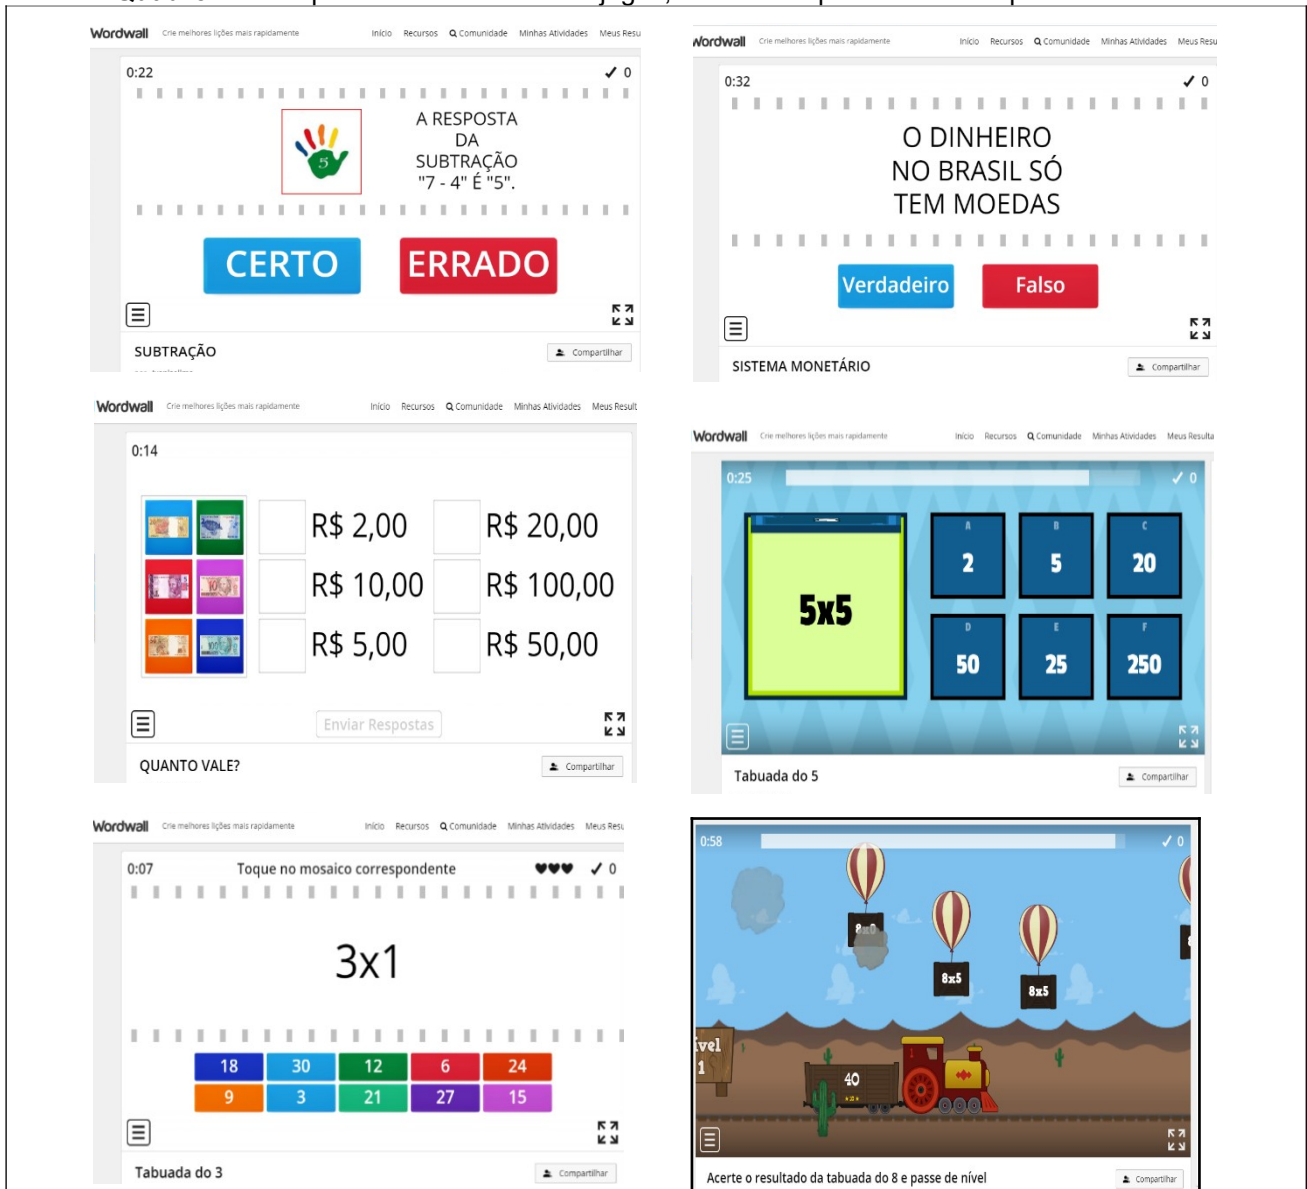 Wordwall Crie melhores lições mais rapidamente Início Recursos Comunidade Minhas Atividades Meus Resu
0:22 0
5
A RESPOSTA
DA
SUBTRAÇÃO
"7 - 4" É "5".
CERTO ERRADO
SUBTRAÇÃO Compartilhar
Wordwall Crie melhores lições mais rapidamente Início Recursos Comunidade Minhas Atividades Meus Resu
0:32 0
O DINHEIRO
NO BRASIL SÓ
TEM MOEDAS
Verdadeiro Falso
SISTEMA MONETÁRIO Compartilhar
Wordwall Crie melhores lições mais rapidamente Início Recursos Comunidade Minhas Atividades Meus Result
0:14
R$ 2,00 R$ 20,00
R$ 10,00 R$ 100,00
R$ 5,00 R$ 50,00
Enviar Respostas
QUANTO VALE? Compartilhar
Wordwall Crie melhores lições mais rapidamente Início Recursos Comunidade Minhas Atividades Meus Resulta
0:25 0
5x5
A B C
2 5 20
D E F
50 25 250
Tabuada do 5 Compartilhar
Wordwall Crie melhores lições mais rapidamente Início Recursos Comunidade Minhas Atividades Meus Resu
0:07 Toque no mosaico correspondente 0
3x1
18 30 12 6 24
9 3 21 27 15
Tabuada do 3 Compartilhar
0:58 0
8x0
8x5
8x5
ível
1
40
Acerte o resultado da tabuada do 8 e passe de nível Compartilhar